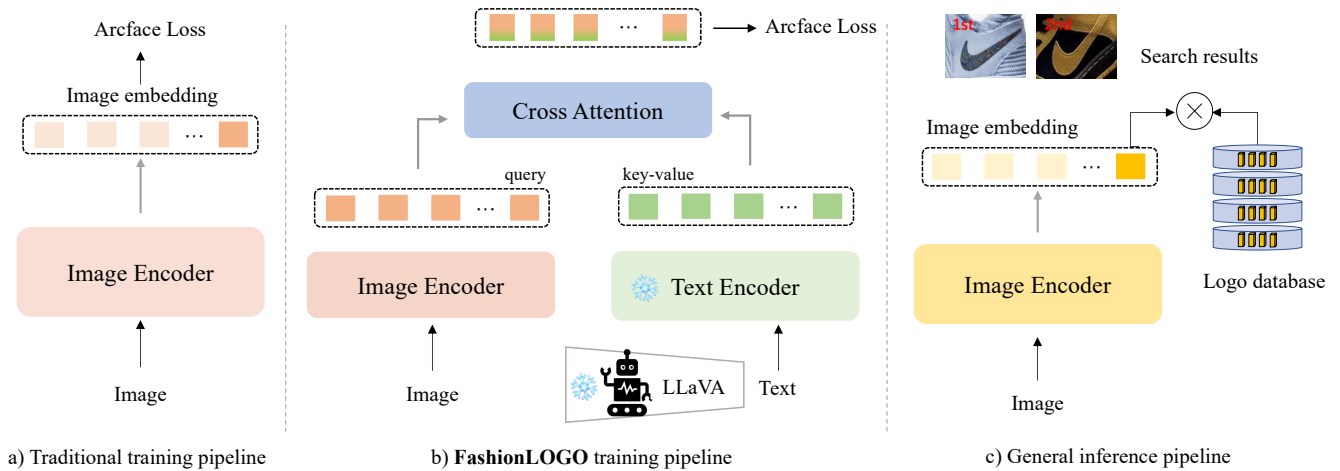 Arcface Loss
Image embedding
...
Image Encoder
Image
a) Traditional training pipeline
...
Arcface Loss
Cross Attention
query
key-value
...
...
Image Encoder
Text Encoder
LLaVA
Image
Text
b) FashionLOGO training pipeline
1st
2nd
Search results
Image embedding
...
Image Encoder
Logo database
Image
c) General inference pipeline